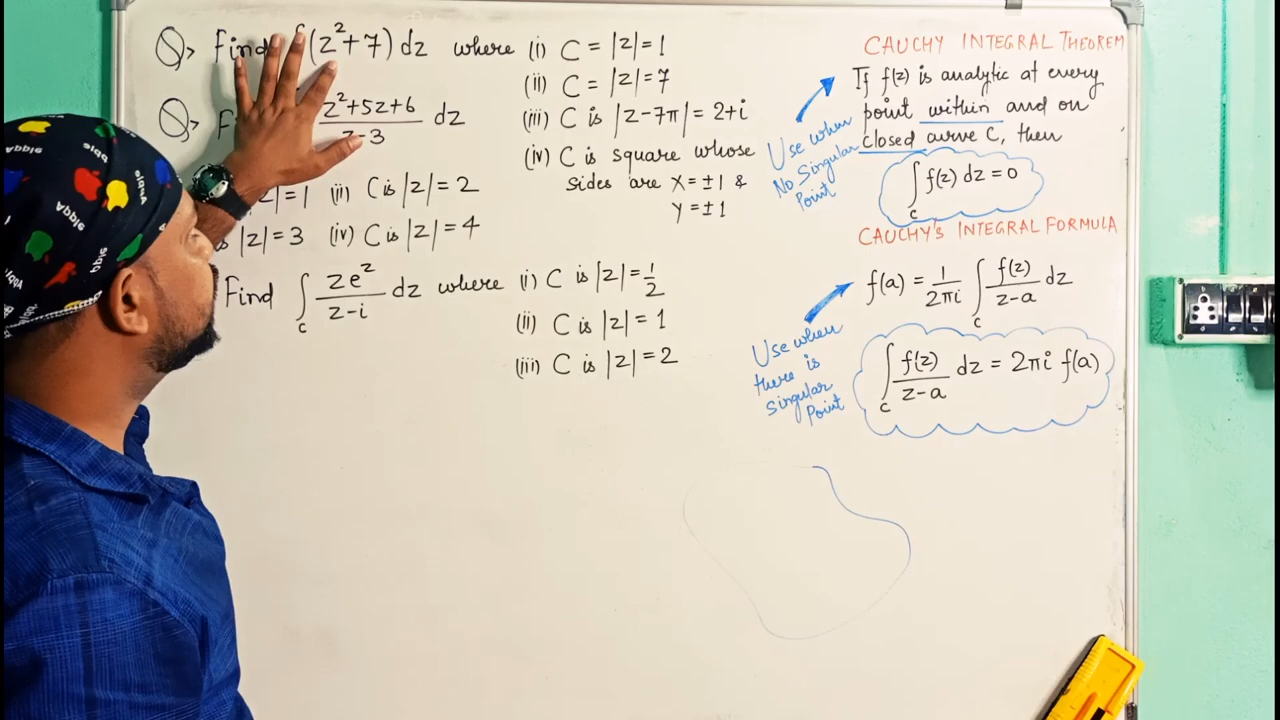 Q> Find ∫(z²+7) dz where (i) C = |z| = 1
(ii) C = |z| = 7
(iii) C is |z-7π| = 2+i
(iv) C is square whose
sides are X = ±1 &
Y = ±1
Q> F z²+5z+6 / z-3 dz
|z| = 1 (ii) C is |z| = 2
is |z| = 3 (iv) C is |z| = 4
Find ∫c ze² / z-i dz where (i) C is |z| = 1/2
(ii) C is |z| = 1
(iii) C is |z| = 2
CAUCHY INTEGRAL THEOREM
If f(z) is analytic at every
point within and on
closed curve C, then
∫c f(z) dz = 0
Use when
No Singular
Point
CAUCHY'S INTEGRAL FORMULA
f(a) = 1/2πi ∫c f(z)/z-a dz
Use when
there is
singular
Point
∫c f(z)/z-a dz = 2πi f(a)
Apple